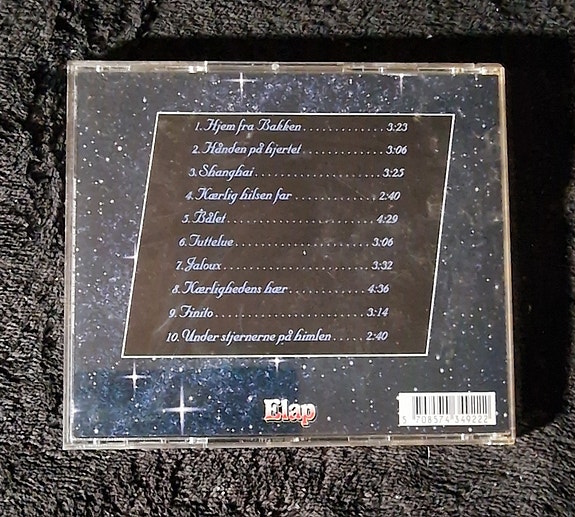 1. Hjem fra Bakken . . . . . . . . . . . . . 3:23
2. Hånden på hjertet . . . . . . . . . . . . 3:06
3. Shanghai . . . . . . . . . . . . . . . . . . . 3:25
4. Kærlig hilsen far . . . . . . . . . . . . . 2:40
5. Bålet . . . . . . . . . . . . . . . . . . . . . . . 4:29
6. Tuttelue . . . . . . . . . . . . . . . . . . . . 3:06
7. Jaloux . . . . . . . . . . . . . . . . . . . . . . 3:32
8. Kærlighedens hær . . . . . . . . . . . . 4:36
9. Finito . . . . . . . . . . . . . . . . . . . . . . 3:14
10. Under stjernerne på himlen . . . . . 2:40
Elap
5 708574 349222